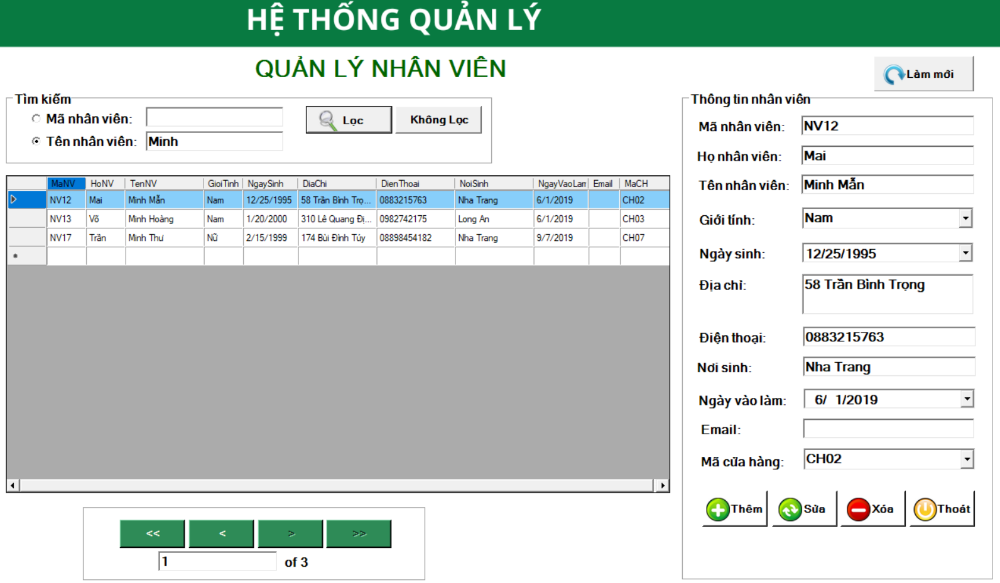 HỆ THỐNG QUẢN LÝ
QUẢN LÝ NHÂN VIÊN
Làm mới
Tìm kiếm
Mã nhân viên:
Tên nhân viên: Minh
Lọc
Không Lọc
MaNV HoNV TenNV GioiTinh NgaySinh DiaChi DienThoai NoiSinh NgayVaoLam Email MaCH
NV12 Mai Minh Mẫn Nam 12/25/1995 58 Trần Bình Trọ... 0883215763 Nha Trang 6/1/2019 CH02
NV13 Võ Minh Hoàng Nam 1/20/2000 310 Lê Quang Đị... 0982742175 Long An 6/1/2019 CH03
NV17 Trần Minh Thư Nữ 2/15/1999 174 Bùi Đình Túy 08898454182 Nha Trang 9/7/2019 CH07
<< < > >>
1 of 3
Thông tin nhân viên
Mã nhân viên: NV12
Họ nhân viên: Mai
Tên nhân viên: Minh Mẫn
Giới tính: Nam
Ngày sinh: 12/25/1995
Địa chỉ: 58 Trần Bình Trọng
Điện thoại: 0883215763
Nơi sinh: Nha Trang
Ngày vào làm: 6/ 1/2019
Email:
Mã cửa hàng: CH02
Thêm Sửa Xóa Thoát